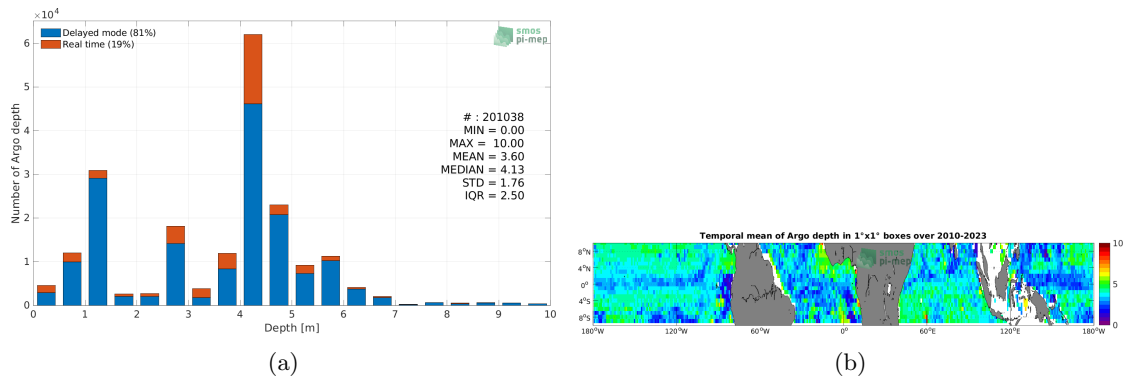 ×10⁴
Delayed mode (81%)
Real time (19%)
smos
pi-mep
6
5
4
3
2
1
0
Number of Argo depth
# : 201038
MIN = 0.00
MAX = 10.00
MEAN = 3.60
MEDIAN = 4.13
STD = 1.76
IQR = 2.50
0 1 2 3 4 5 6 7 8 9 10
Depth [m]
(a)
Temporal mean of Argo depth in 1°x1° boxes over 2010-2023
smos
pi-mep
8°N
4°N
0°
4°S
8°S
180°W 120°W 60°W 0° 60°E 120°E 180°W
10
5
0
(b)